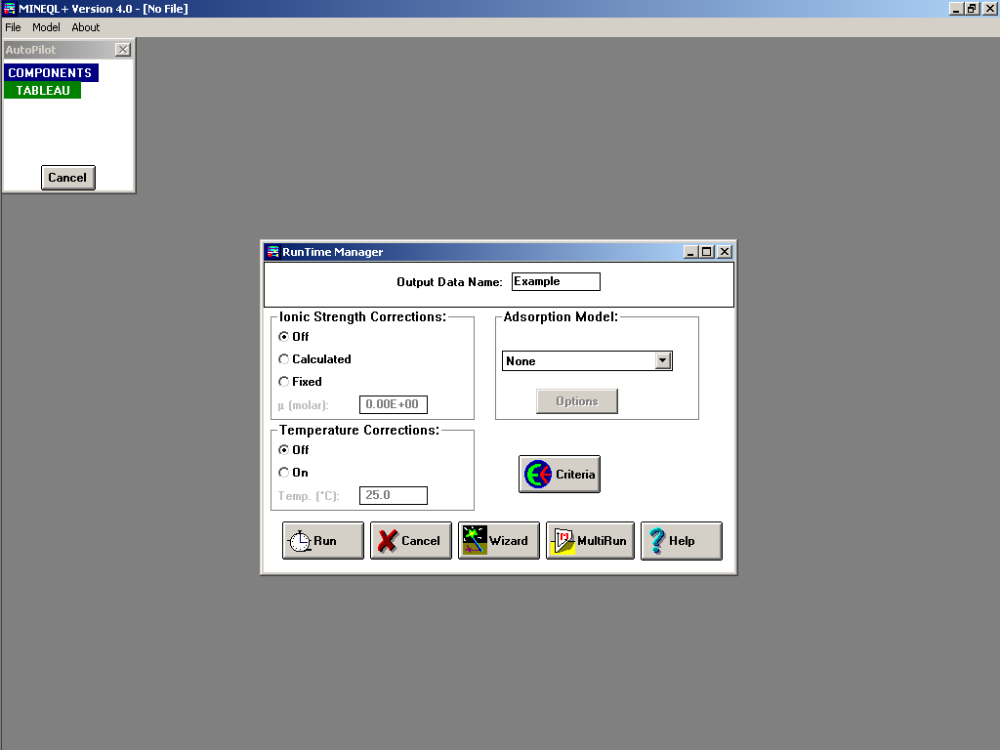 MINEQL+ Version 4.0 - [No File]
File Model About
AutoPilot
COMPONENTS
TABLEAU
Cancel
RunTime Manager
Output Data Name: Example
Ionic Strength Corrections:
Off
Calculated
Fixed
µ (molar): 0.00E+00
Adsorption Model:
None
Options
Temperature Corrections:
Off
On
Temp. (°C): 25.0
Criteria
Run Cancel Wizard MultiRun Help